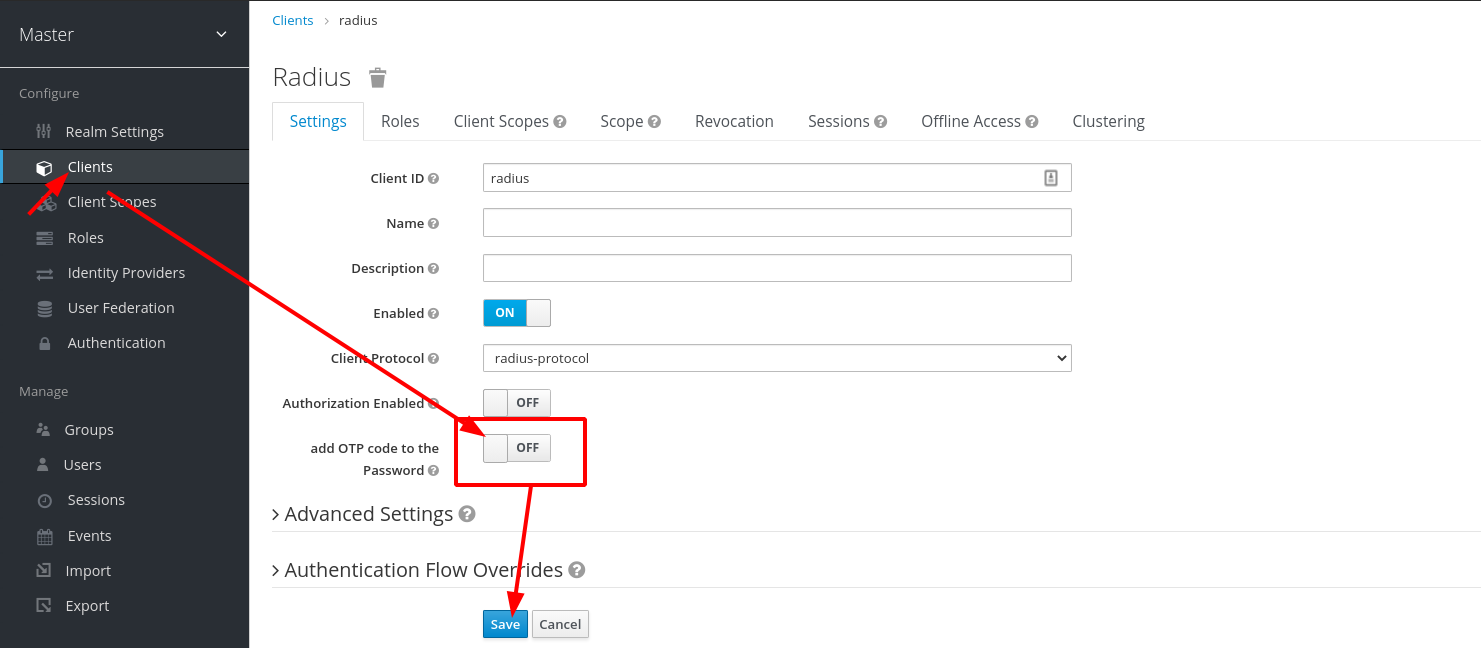 Master
Configure
Realm Settings
Clients
Client Scopes
Roles
Identity Providers
User Federation
Authentication
Manage
Groups
Users
Sessions
Events
Import
Export
Clients > radius
Radius
Settings Roles Client Scopes Scope Revocation Sessions Offline Access Clustering
Client ID radius
Name
Description
Enabled ON
Client Protocol radius-protocol
Authorization Enabled OFF
add OTP code to the OFF
Password
Advanced Settings
Authentication Flow Overrides
Save Cancel